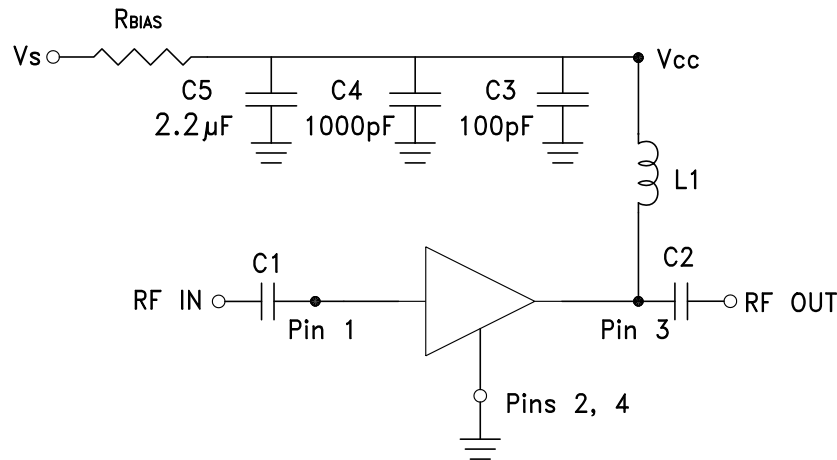 RBIAS
Vs
Vcc
C5
2.2µF
C4
1000pF
C3
100pF
L1
C1
C2
RF IN
RF OUT
Pin 1
Pin 3
Pins 2, 4